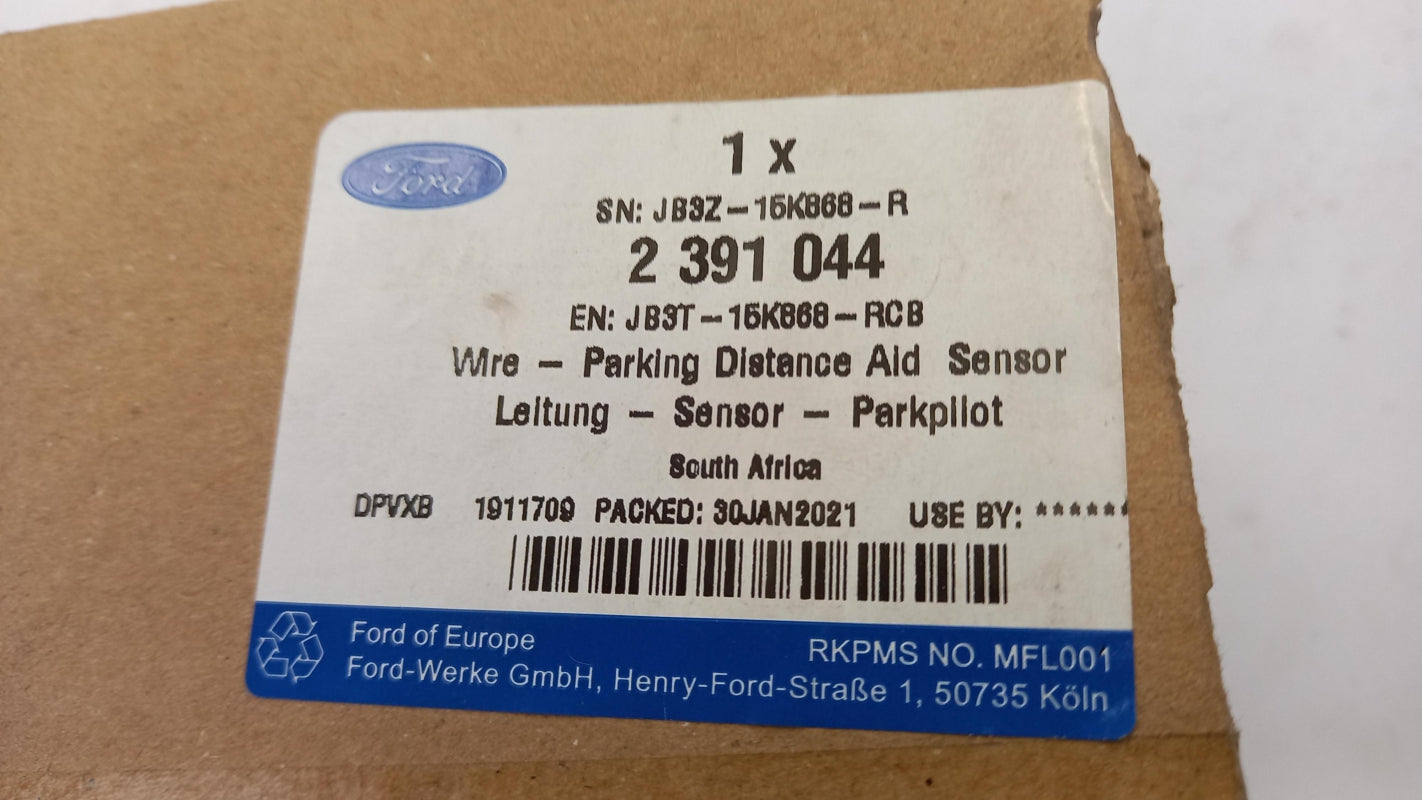 Ford
1 x
SN: JB3Z-15K868-R
2 391 044
EN: JB3T-15K868-RCB
Wire - Parking Distance Aid Sensor
Leitung - Sensor - Parkpilot
South Africa
DPVXB 1911709 PACKED: 30JAN2021 USE BY: ******
Ford of Europe
RKPMS NO. MFL001
Ford-Werke GmbH, Henry-Ford-Straße 1, 50735 Köln